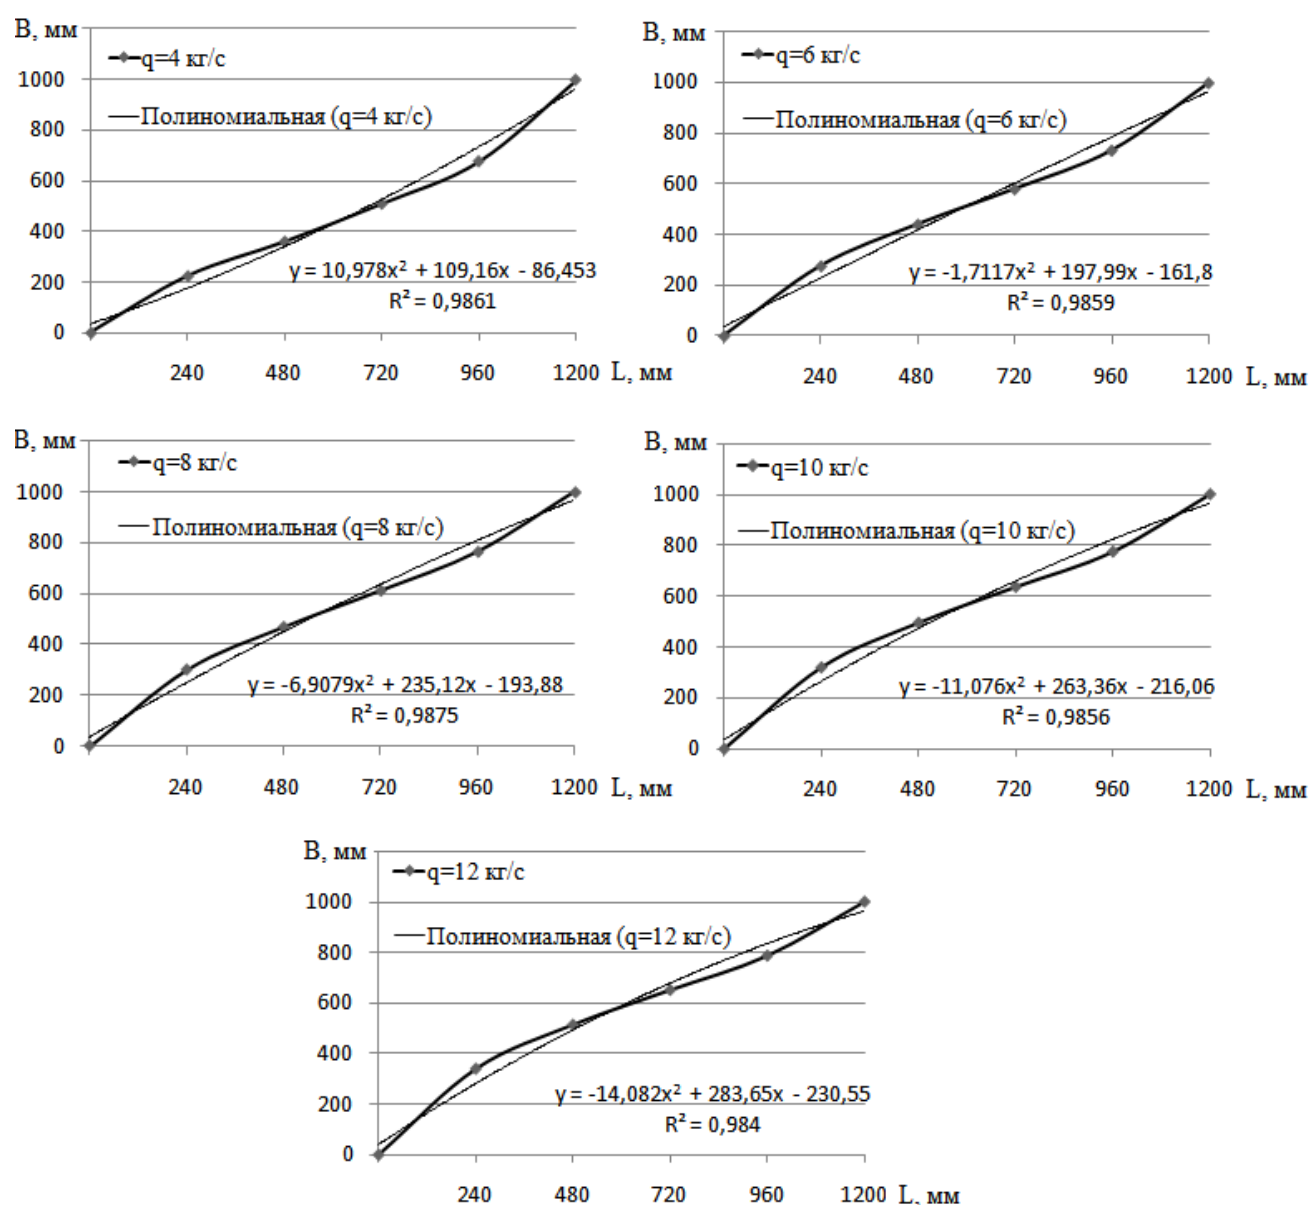 B, мм
q=4 кг/с
Полиномиальная (q=4 кг/с)
1000
800
600
400
200
0
y = 10,978x² + 109,16x - 86,453
R² = 0,9861
240 480 720 960 1200 L, мм
B, мм
q=6 кг/с
Полиномиальная (q=6 кг/с)
1000
800
600
400
200
0
y = -1,7117x² + 197,99x - 161,8
R² = 0,9859
240 480 720 960 1200 L, мм
B, мм
q=8 кг/с
Полиномиальная (q=8 кг/с)
1000
800
600
400
200
0
y = -6,9079x² + 235,12x - 193,88
R² = 0,9875
240 480 720 960 1200 L, мм
B, мм
q=10 кг/с
Полиномиальная (q=10 кг/с)
1000
800
600
400
200
0
y = -11,076x² + 263,36x - 216,06
R² = 0,9856
240 480 720 960 1200 L, мм
B, мм
q=12 кг/с
Полиномиальная (q=12 кг/с)
1000
800
600
400
200
0
y = -14,082x² + 283,65x - 230,55
R² = 0,984
240 480 720 960 1200 L, мм